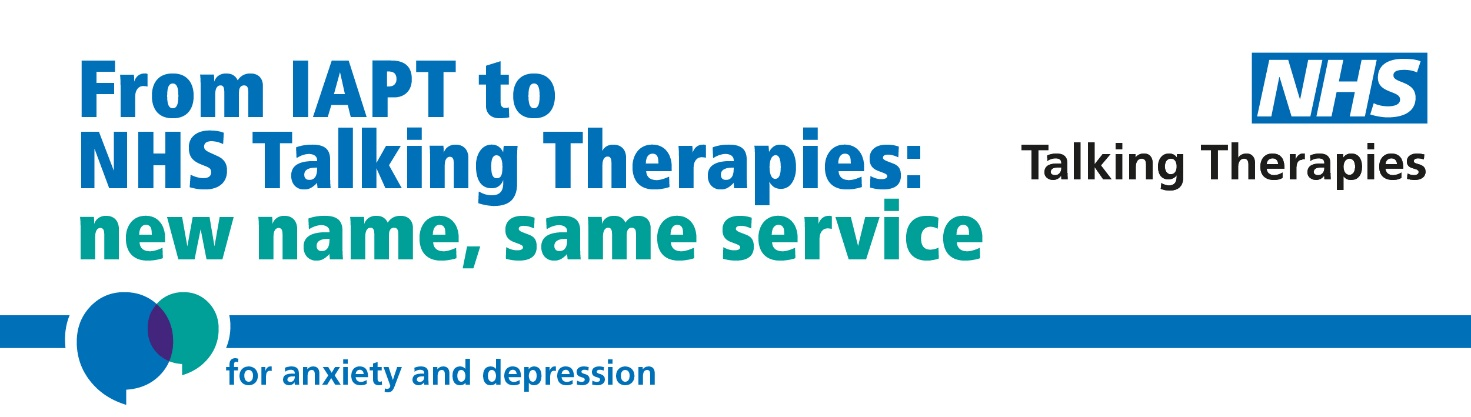 From IAPT to
NHS Talking Therapies:
new name, same service
NHS
Talking Therapies
for anxiety and depression